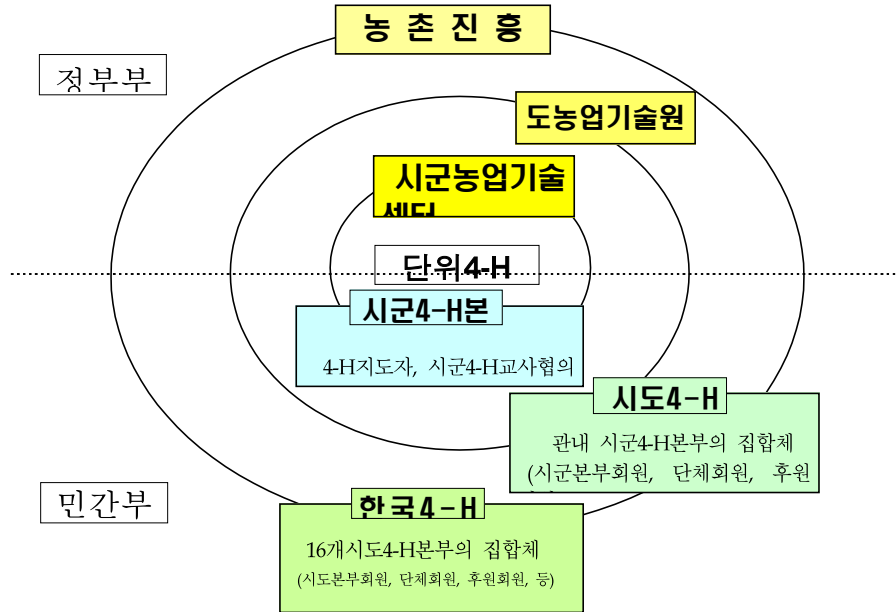 농 촌 진 흥
정부부
도농업기술원
시군농업기술
센터
단위4-H
시군4-H본
4-H지도자, 시군4-H교사협의
시도4-H
관내 시군4-H본부의 집합체
(시군본부회원, 단체회원, 후원
민간부
한국4-H
16개시도4-H본부의 집합체
(시도본부회원, 단체회원, 후원회원, 등)